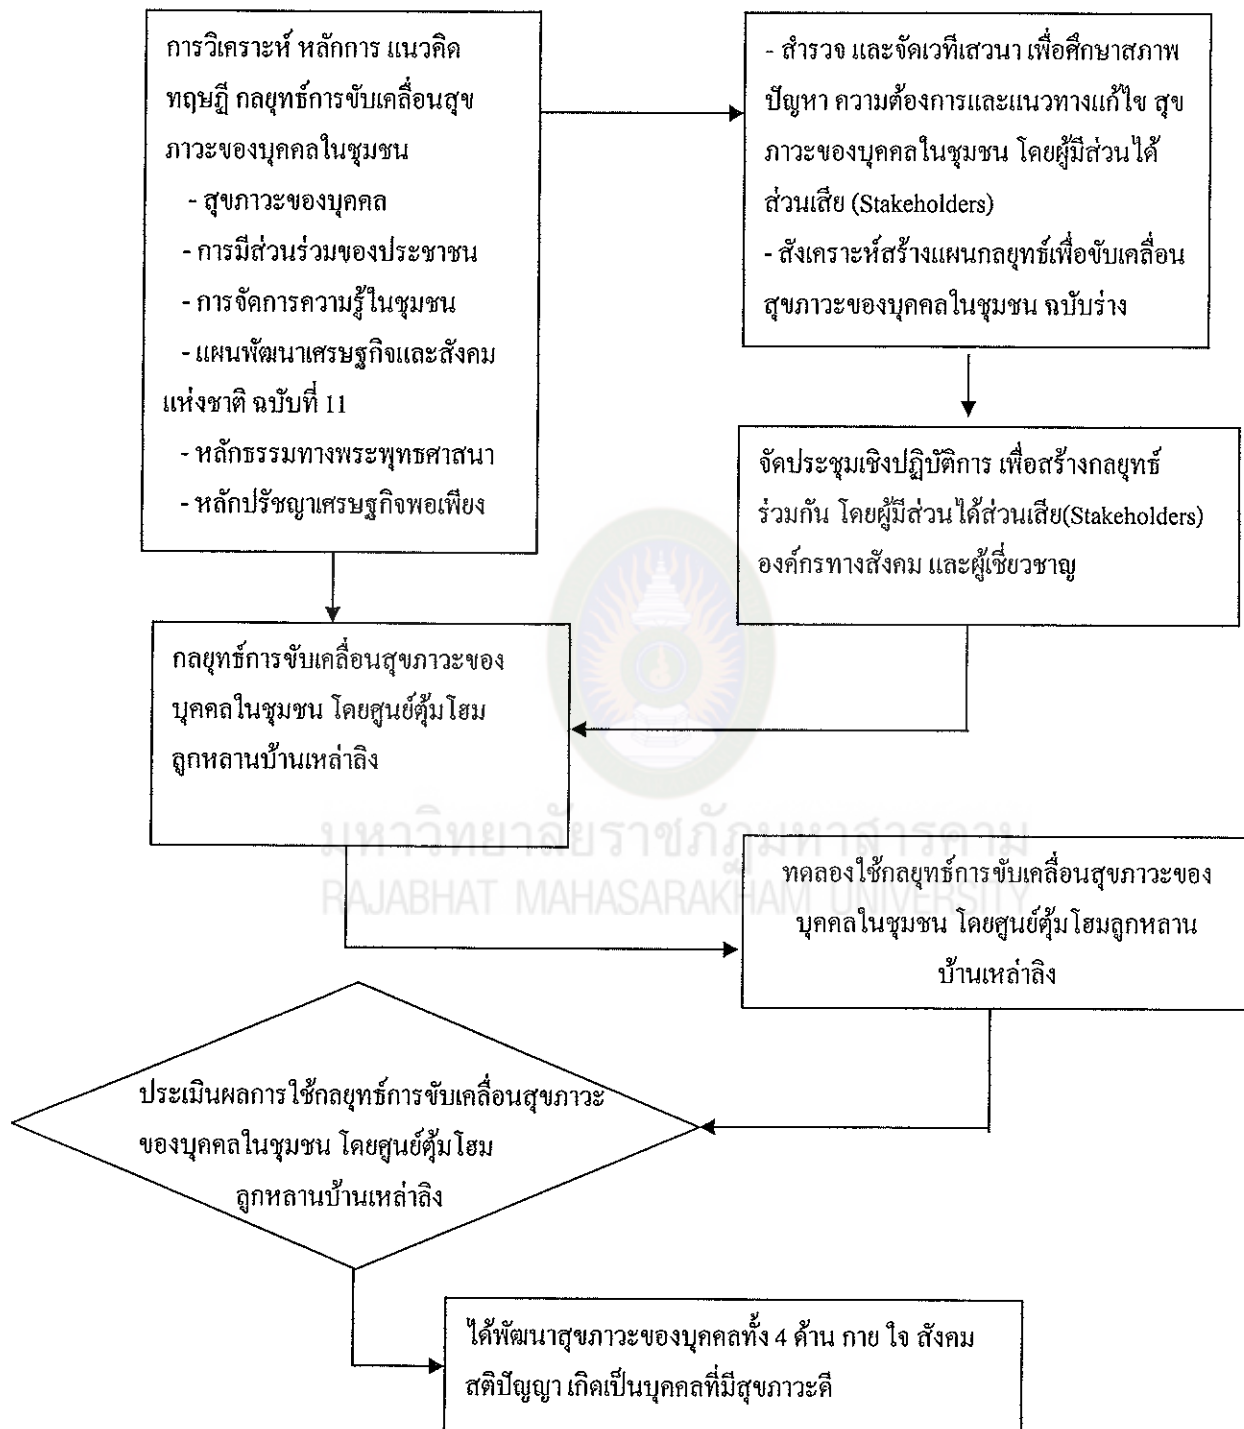 การวิเคราะห์ หลักการ แนวคิด
ทฤษฎี กลยุทธ์การขับเคลื่อนสุข
ภาวะของบุคคลในชุมชน
- สุขภาวะของบุคคล
- การมีส่วนร่วมของประชาชน
- การจัดการความรู้ในชุมชน
- แผนพัฒนาเศรษฐกิจและสังคม
แห่งชาติ ฉบับที่ 11
- หลักธรรมทางพระพุทธศาสนา
- หลักปรัชญาเศรษฐกิจพอเพียง
- สำรวจ และจัดเวทีเสวนา เพื่อศึกษาสภาพ
ปัญหา ความต้องการและแนวทางแก้ไข สุข
ภาวะของบุคคลในชุมชน โดยผู้มีส่วนได้
ส่วนเสีย (Stakeholders)
- สังเคราะห์สร้างแผนกลยุทธ์เพื่อขับเคลื่อน
สุขภาวะของบุคคลในชุมชน ฉบับร่าง
จัดประชุมเชิงปฏิบัติการ เพื่อสร้างกลยุทธ์
ร่วมกัน โดยผู้มีส่วนได้ส่วนเสีย(Stakeholders)
องค์กรทางสังคม และผู้เชี่ยวชาญ
กลยุทธ์การขับเคลื่อนสุขภาวะของ
บุคคลในชุมชน โดยศูนย์ตุ้มโฮม
ลูกหลานบ้านเหล่าลิง
มหาวิทยาลัยราชภัฏมหาสารคาม
RAJABHAT MAHASARAKHAM UNIVERSITY
ทดลองใช้กลยุทธ์การขับเคลื่อนสุขภาวะของ
บุคคลในชุมชน โดยศูนย์ตุ้มโฮมลูกหลาน
บ้านเหล่าลิง
ประเมินผลการใช้กลยุทธ์การขับเคลื่อนสุขภาวะ
ของบุคคลในชุมชน โดยศูนย์ตุ้มโฮม
ลูกหลานบ้านเหล่าลิง
ได้พัฒนาสุขภาวะของบุคคลทั้ง 4 ด้าน กาย ใจ สังคม
สติปัญญา เกิดเป็นบุคคลที่มีสุขภาวะดี